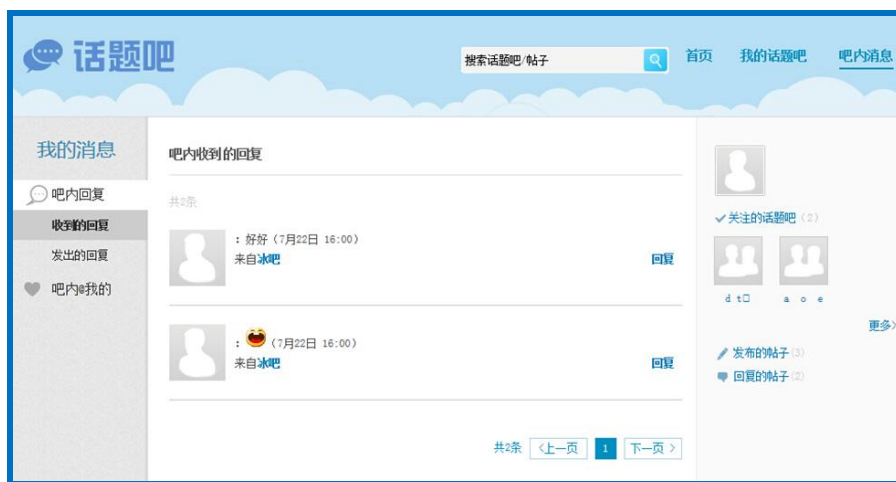 话题吧
搜索话题吧/帖子
首页 我的话题吧 吧内消息
我的消息
吧内回复
收到的回复
发出的回复
吧内@我的
吧内收到的回复
共2条
：好好（7月22日 16:00）
来自冰吧
回复
：（7月22日 16:00）
来自冰吧
回复
共2条 〈上一页 1 下一页 〉
关注的话题吧（2）
d t□ a o e
更多〉
发布的帖子(3)
回复的帖子(2)